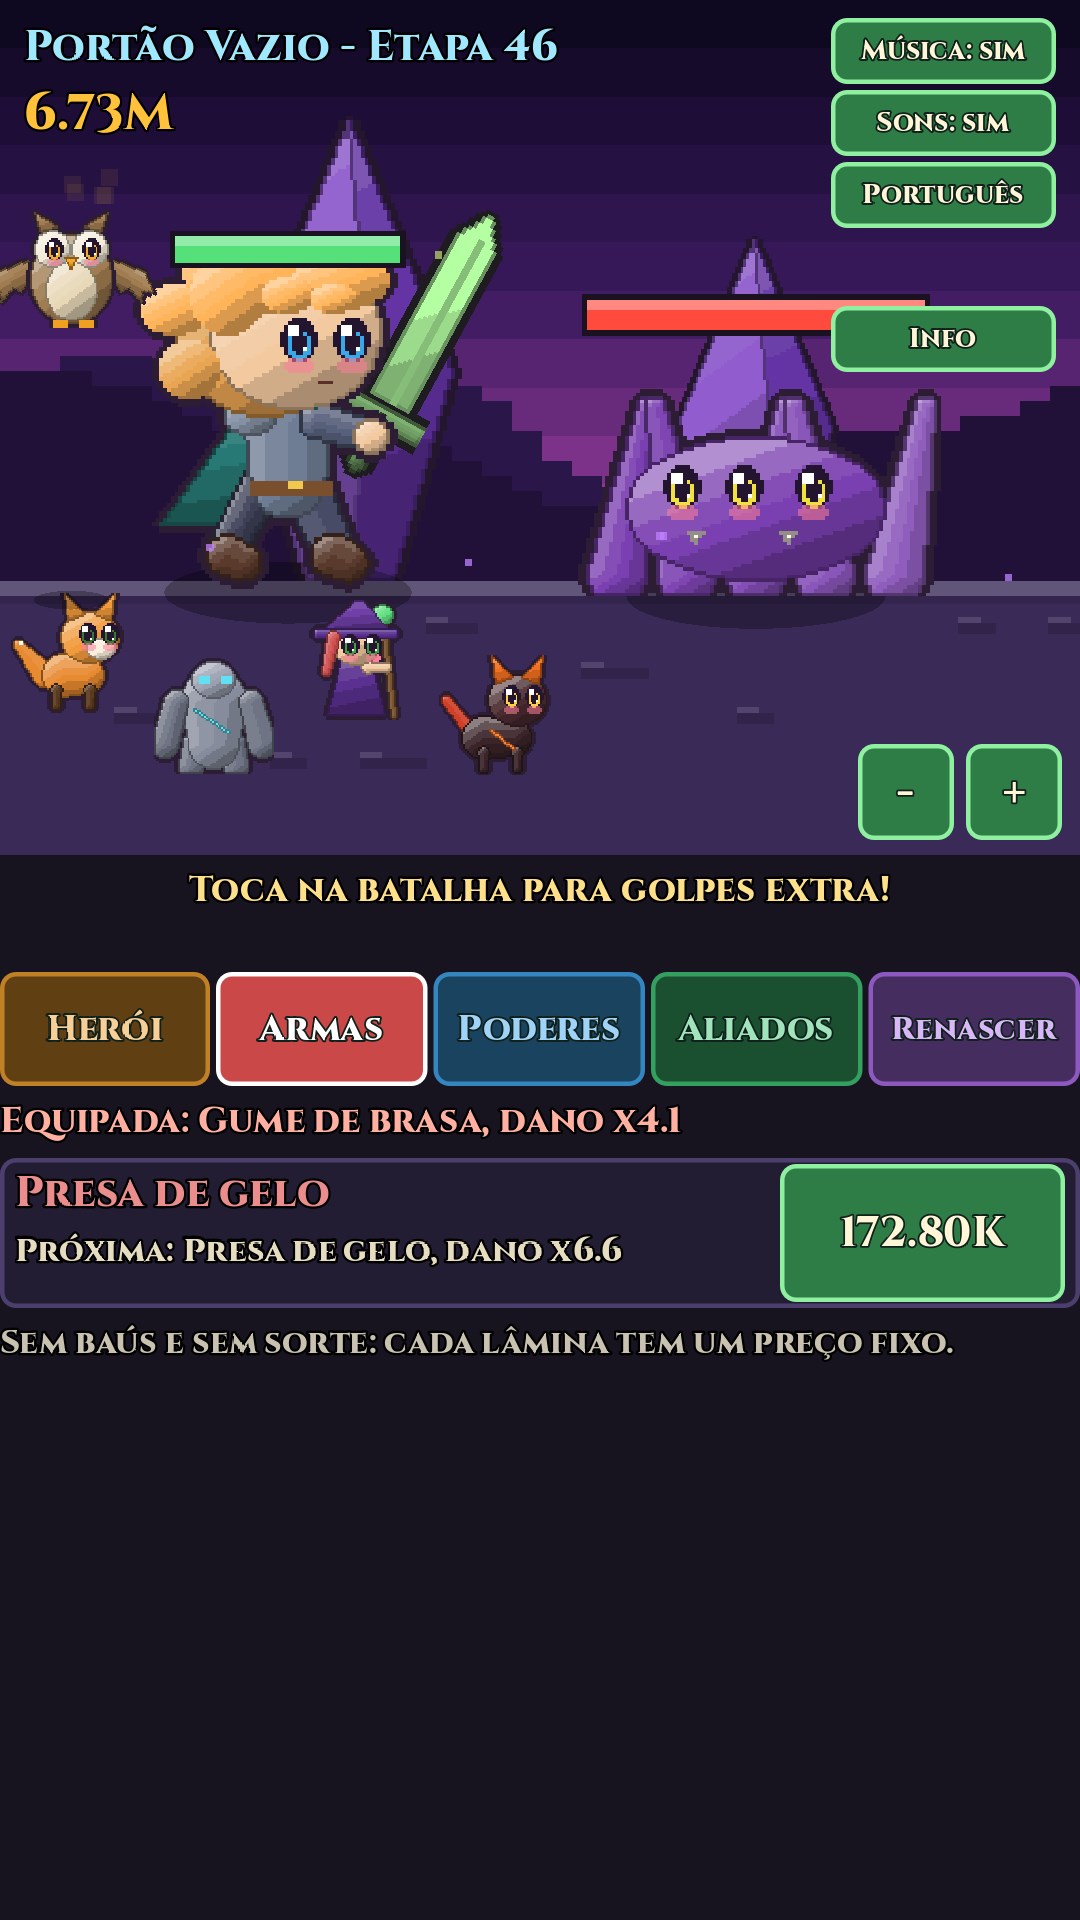 Portão Vazio - Etapa 46
6.73M
Música: sim
Sons: sim
Português
Info
-
+
Toca na batalha para golpes extra!
Herói
Armas
Poderes
Aliados
Renascer
Equipada: Gume de brasa, dano x4.1
Presa de gelo
Próxima: Presa de gelo, dano x6.6
172.80K
Sem baús e sem sorte: cada lâmina tem um preço fixo.